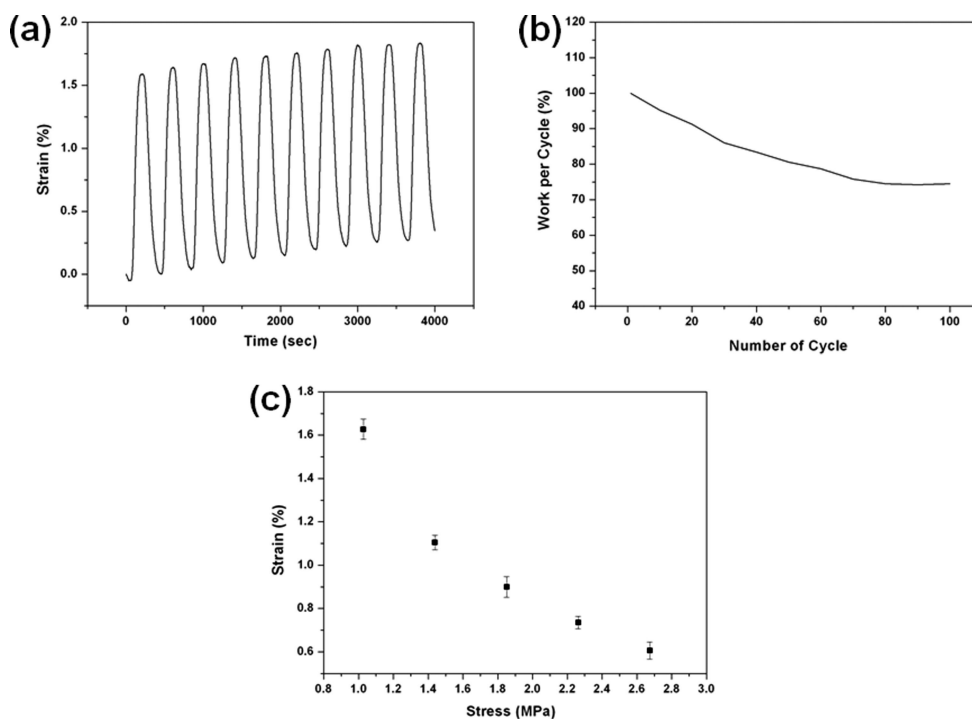 (a)
2.0
1.5
1.0
0.5
0.0
Strain (%)
0 1000 2000 3000 4000
Time (sec)
(b)
120
110
100
90
80
70
60
50
40
Work per Cycle (%)
0 20 40 60 80 100
Number of Cycle
(c)
1.8
1.6
1.4
1.2
1.0
0.8
0.6
Strain (%)
0.8 1.0 1.2 1.4 1.6 1.8 2.0 2.2 2.4 2.6 2.8 3.0
Stress (MPa)